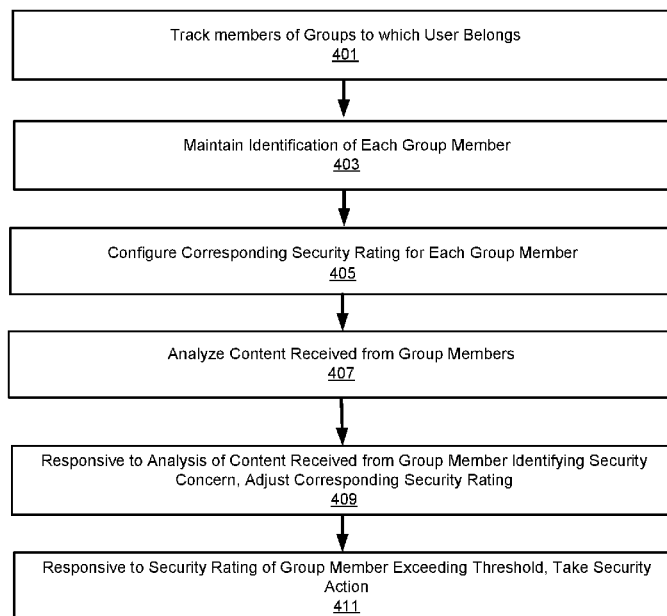 Track members of Groups to which User Belongs
401
Maintain Identification of Each Group Member
403
Configure Corresponding Security Rating for Each Group Member
405
Analyze Content Received from Group Members
407
Responsive to Analysis of Content Received from Group Member Identifying Security
Concern, Adjust Corresponding Security Rating
409
Responsive to Security Rating of Group Member Exceeding Threshold, Take Security
Action
411